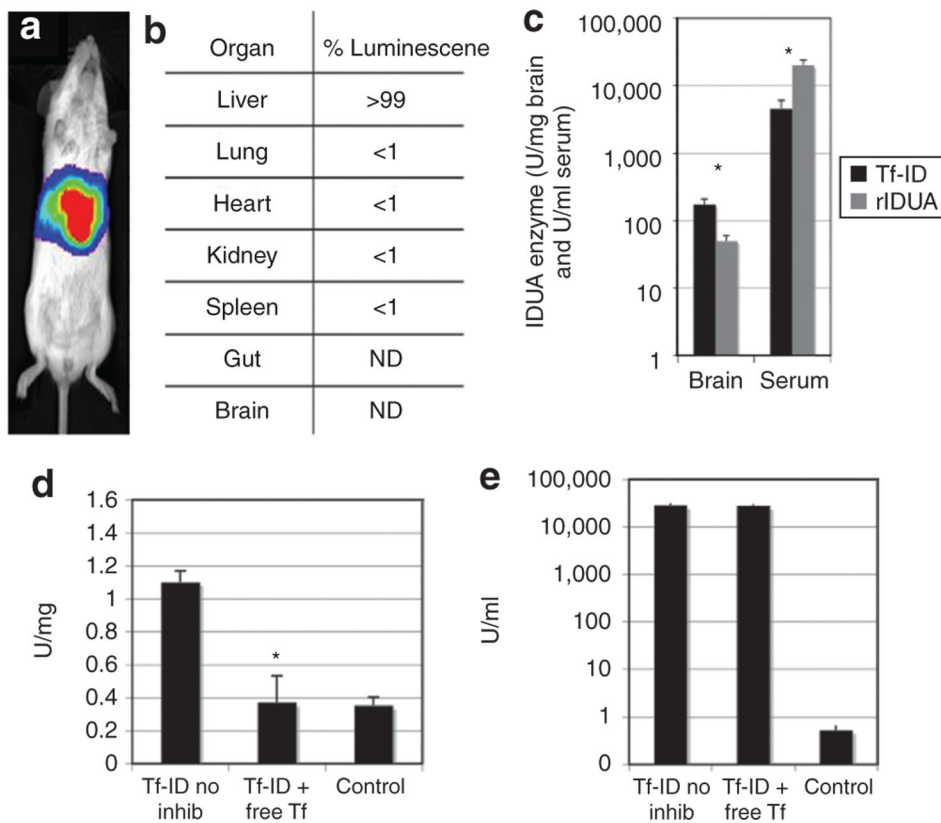 a
b
Organ % Luminescene
Liver >99
Lung <1
Heart <1
Kidney <1
Spleen <1
Gut ND
Brain ND
c
IDUA enzyme (U/mg brain
and U/ml serum)
100,000
10,000
1,000
100
10
1
*
*
Brain Serum
Tf-ID
rIDUA
d
U/mg
1.6
1.4
1.2
1
0.8
0.6
0.4
0.2
0
*
Tf-ID no
inhib
Tf-ID +
free Tf
Control
e
U/ml
100,000
10,000
1,000
100
10
1
0
Tf-ID no
inhib
Tf-ID +
free Tf
Control